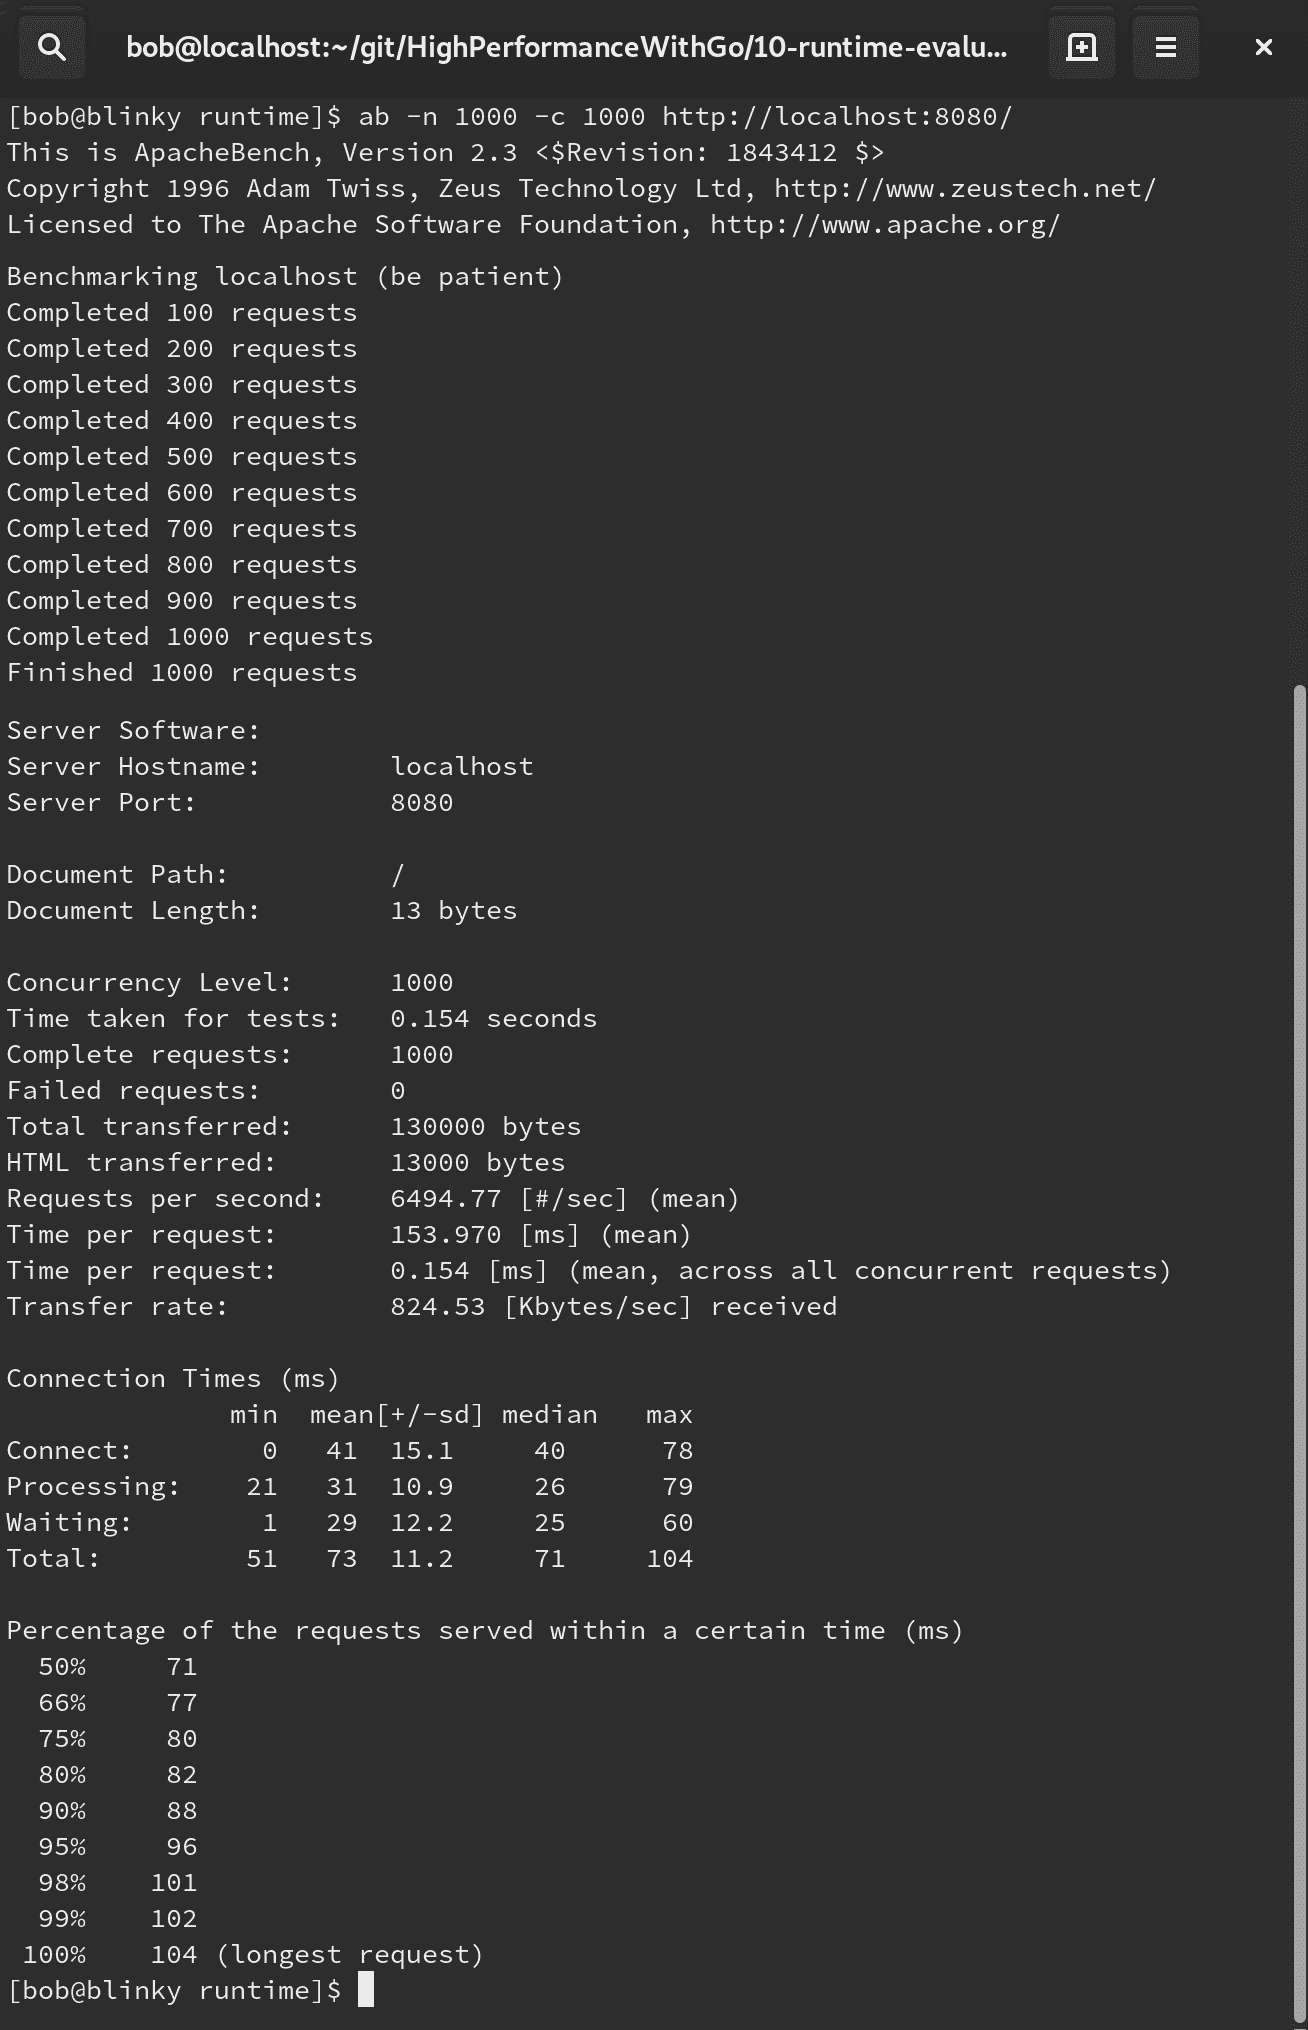 bob@localhost:~/git/HighPerformanceWithGo/10-runtime-evalu...
[bob@blinky runtime]$ ab -n 1000 -c 1000 http://localhost:8080/
This is ApacheBench, Version 2.3 <$Revision: 1843412 $>
Copyright 1996 Adam Twiss, Zeus Technology Ltd, http://www.zeustech.net/
Licensed to The Apache Software Foundation, http://www.apache.org/
Benchmarking localhost (be patient)
Completed 100 requests
Completed 200 requests
Completed 300 requests
Completed 400 requests
Completed 500 requests
Completed 600 requests
Completed 700 requests
Completed 800 requests
Completed 900 requests
Completed 1000 requests
Finished 1000 requests
Server Software:
Server Hostname:        localhost
Server Port:            8080
Document Path:          /
Document Length:        13 bytes
Concurrency Level:      1000
Time taken for tests:   0.154 seconds
Complete requests:      1000
Failed requests:        0
Total transferred:      130000 bytes
HTML transferred:       13000 bytes
Requests per second:    6494.77 [#/sec] (mean)
Time per request:       153.970 [ms] (mean)
Time per request:       0.154 [ms] (mean, across all concurrent requests)
Transfer rate:          824.53 [Kbytes/sec] received
Connection Times (ms)
              min  mean[+/-sd] median   max
Connect:        0   41  15.1     40      78
Processing:    21   31  10.9     26      79
Waiting:        1   29  12.2     25      60
Total:         51   73  11.2     71     104
Percentage of the requests served within a certain time (ms)
  50%     71
  66%     77
  75%     80
  80%     82
  90%     88
  95%     96
  98%    101
  99%    102
 100%    104 (longest request)
[bob@blinky runtime]$